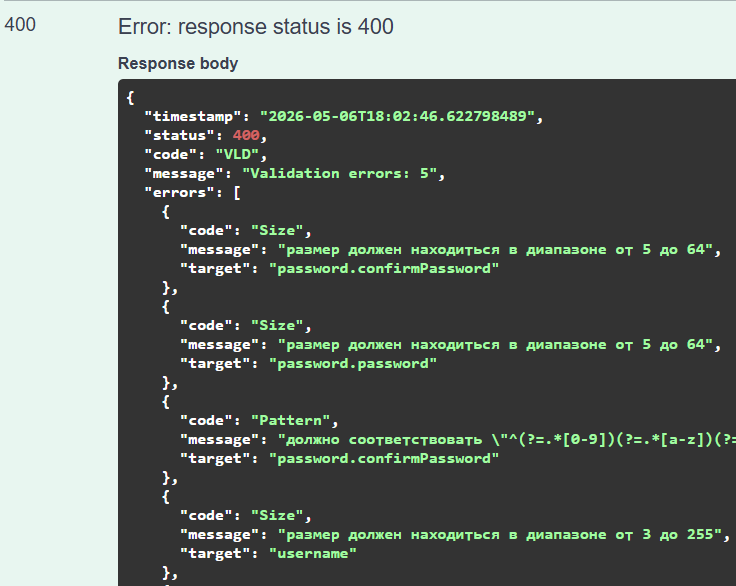 400
Error: response status is 400
Response body
{
"timestamp": "2026-05-06T18:02:46.622798489",
"status": 400,
"code": "VLD",
"message": "Validation errors: 5",
"errors": [
{
"code": "Size",
"message": "размер должен находиться в диапазоне от 5 до 64",
"target": "password.confirmPassword"
},
{
"code": "Size",
"message": "размер должен находиться в диапазоне от 5 до 64",
"target": "password.password"
},
{
"code": "Pattern",
"message": "должно соответствовать \"^(?=.*[0-9])(?=.*[a-z])(?=
"target": "password.confirmPassword"
},
{
"code": "Size",
"message": "размер должен находиться в диапазоне от 3 до 255",
"target": "username"
},